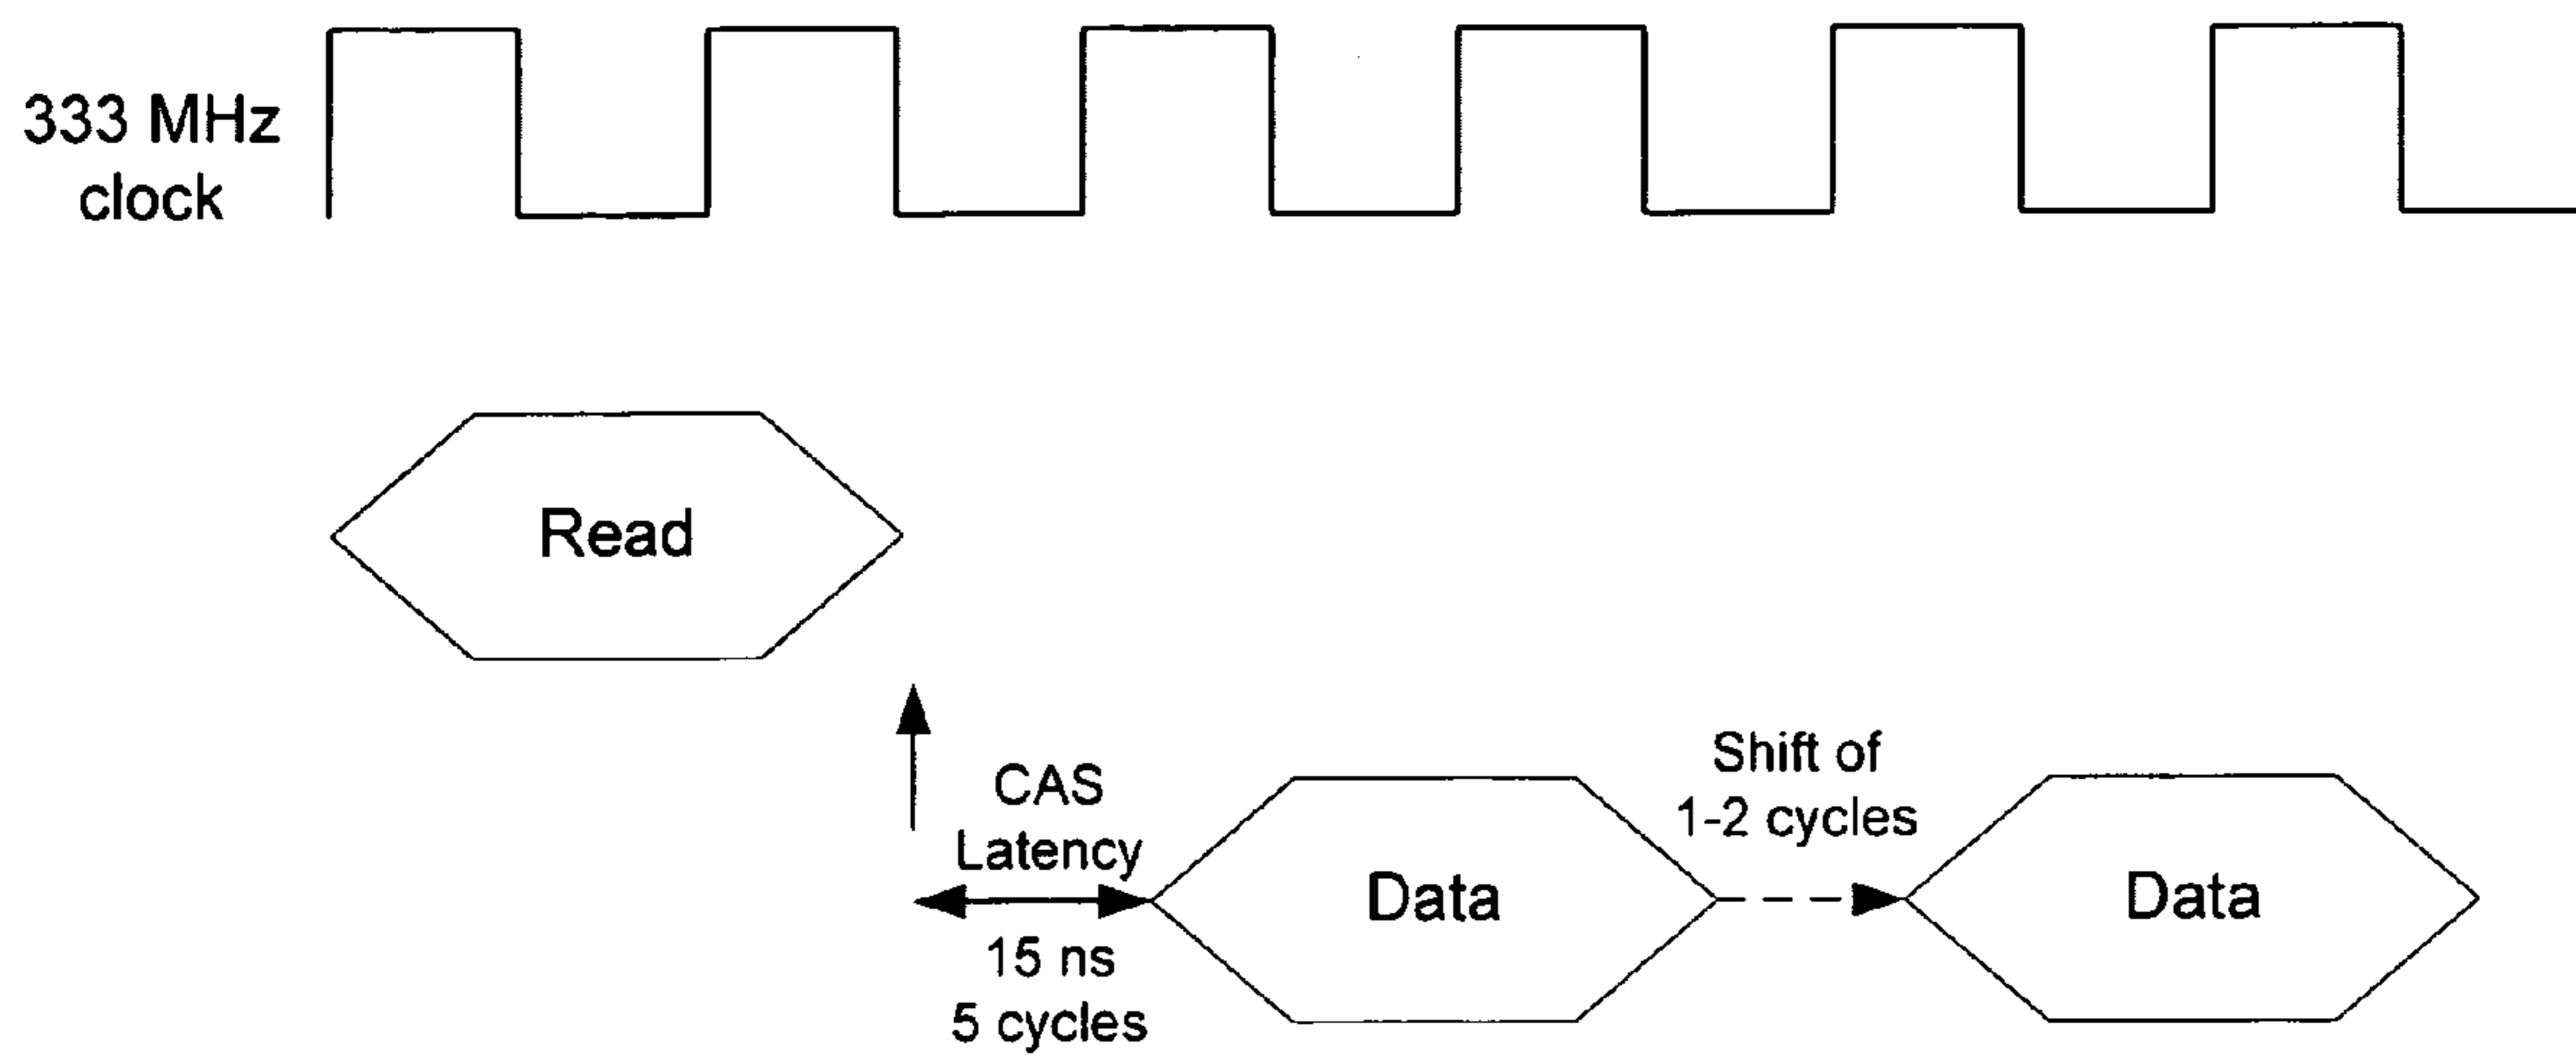 333 MHz
clock
Read
CAS
Latency
15 ns
5 cycles
Data
Shift of
1-2 cycles
Data